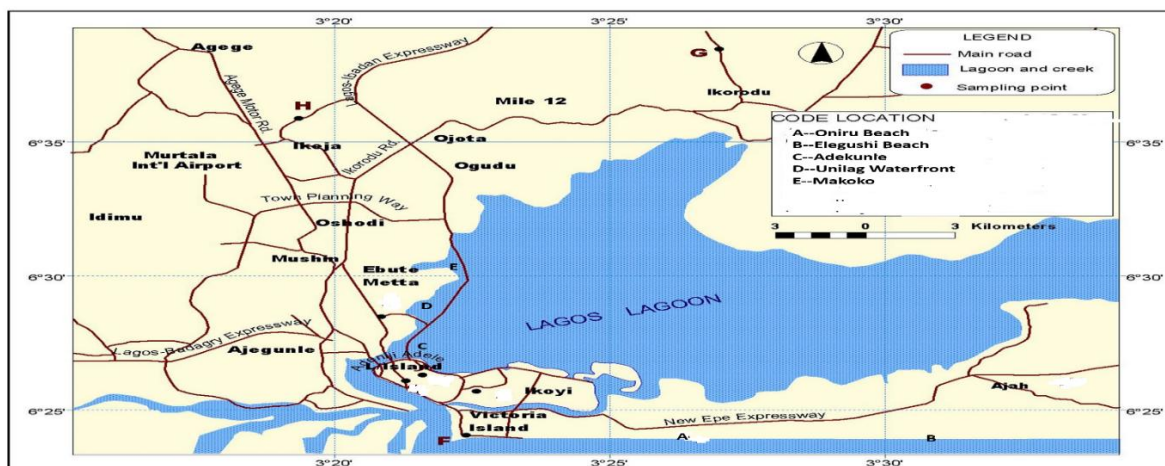 3°20' 3°25' 3°30'
LEGEND
Main road
Lagoon and creek
Sampling point
Agege
Lagos-Ibadan Expressway
G
Ikorodu
Agege Motor Rd.
H
Mile 12
CODE LOCATION
A--Oniru Beach
B--Elegushi Beach
C--Adekunle
D--Unilag Waterfront
E--Makoko
6°35' 6°35'
Ikeja
Ojota
Ikorodu Rd.
Murtala
Int'l Airport
Ogudu
Town Planning Way
Idimu
Oshodi
3 0 3 Kilometers
Mushin
6°30' 6°30'
Ebute
Metta
E
D
LAGOS LAGOON
Lagos-Badagry Expressway
Ajegunle
C
Adeniji Adele
L/Island
Ikoyi
Ajah
6°25' 6°25'
Victoria
Island
New Epe Expressway
F
A
B
3°20' 3°25' 3°30'